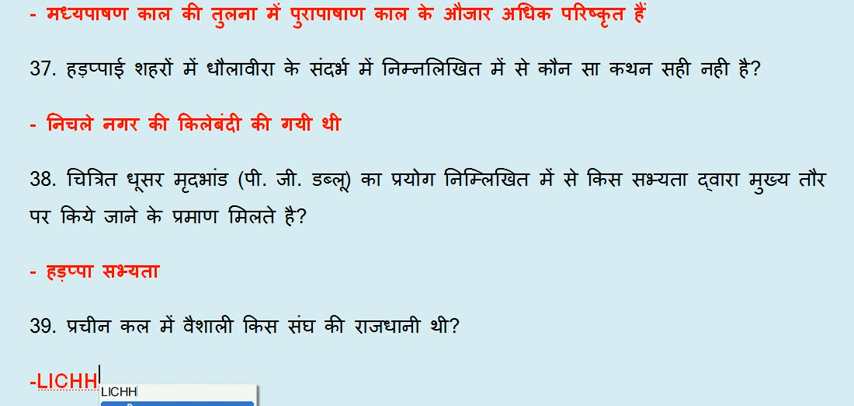 - मध्यपाषण काल की तुलना में पुरापाषाण काल के औजार अधिक परिष्कृत हैं
37. हड़प्पाई शहरों में धौलावीरा के संदर्भ में निम्नलिखित में से कौन सा कथन सही नही है?
- निचले नगर की किलेबंदी की गयी थी
38. चित्रित धूसर मृदभांड (पी. जी. डब्लू) का प्रयोग निम्लिखित में से किस सभ्यता द्वारा मुख्य तौर
पर किये जाने के प्रमाण मिलते है?
- हड़प्पा सभ्यता
39. प्रचीन कल में वैशाली किस संघ की राजधानी थी?
-LICHH
LICHH